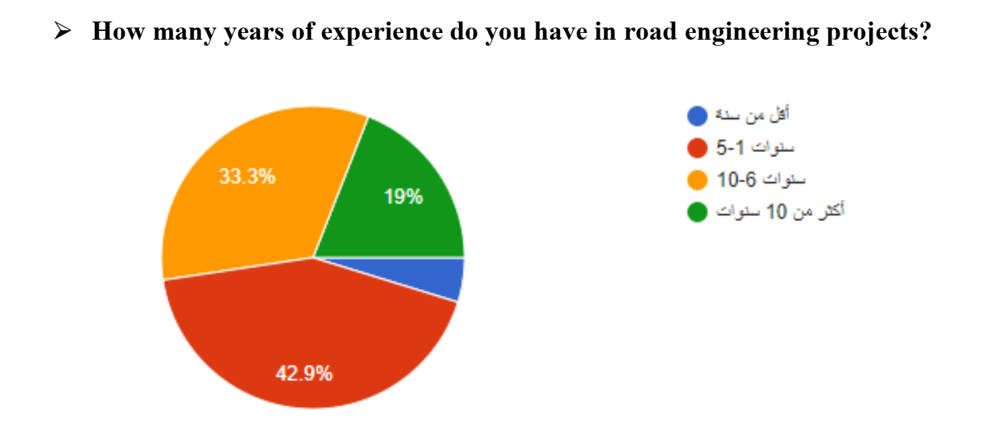 ➢ How many years of experience do you have in road engineering projects?
أقل من سنة
5-1 سنوات
10-6 سنوات
أكثر من 10 سنوات
33.3%
19%
42.9%